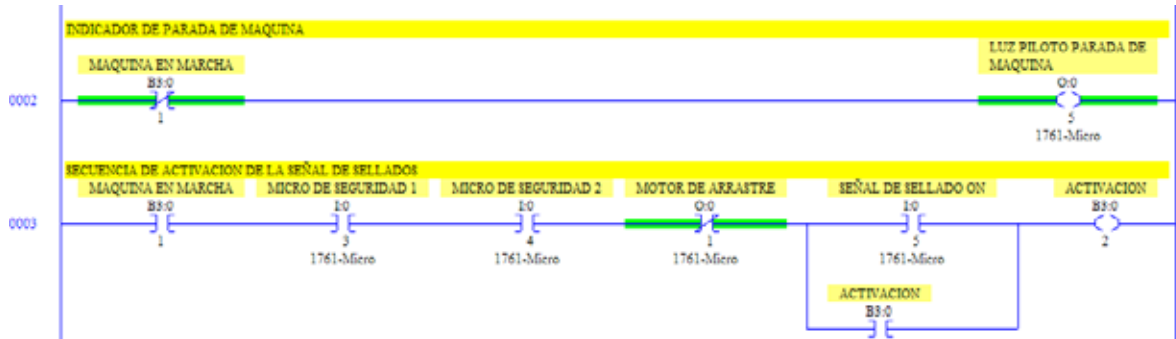 INDICADOR DE PARADA DE MAQUINA
LUZ PILOTO PARADA DE
MAQUINA
MAQUINA EN MARCHA
B3:0
O:0
0002
1
5
1761-Micro
SECUENCIA DE ACTIVACION DE LA SEÑAL DE SELLADOS
MAQUINA EN MARCHA MICRO DE SEGURIDAD 1 MICRO DE SEGURIDAD 2 MOTOR DE ARRASTRE SEÑAL DE SELLADO ON ACTIVACION
B3:0 I:0 I:0 O:0 I:0 B3:0
0003
1 3 4 1 5 2
1761-Micro 1761-Micro 1761-Micro 1761-Micro
ACTIVACION
B3:0